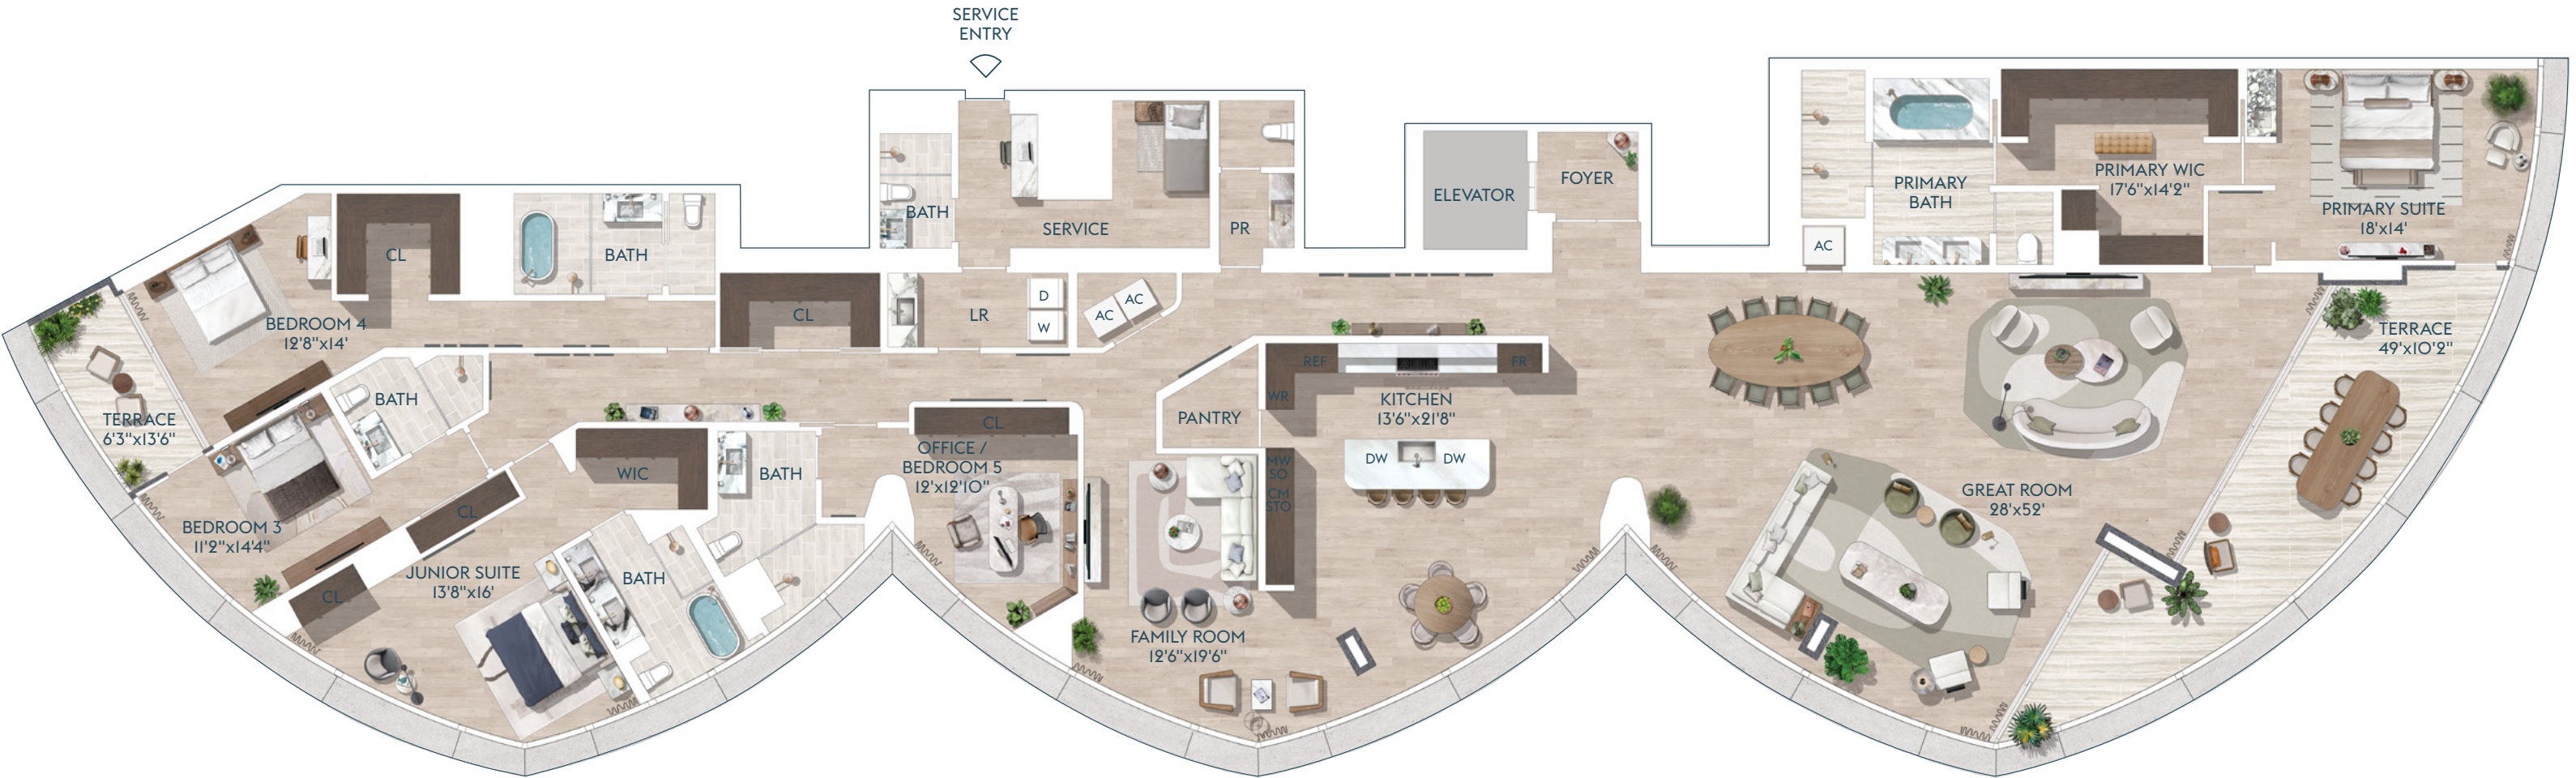 SERVICE
ENTRY
BATH
SERVICE
PR
ELEVATOR
FOYER
AC
PRIMARY
BATH
PRIMARY WIC
17'6"x14'2"
PRIMARY SUITE
18'x14'
TERRACE
49'x10'2"
CL
BATH
BEDROOM 4
12'8"x14'
CL
LR
D
W
AC
AC
TERRACE
6'3"x13'6"
BATH
BEDROOM 3
11'2"x14'4"
CL
CL
JUNIOR SUITE
13'8"x16'
WIC
BATH
BATH
CL
OFFICE /
BEDROOM 5
12'x12'10"
PANTRY
REF
FR
WR
KITCHEN
13'6"x21'8"
DW
DW
MW
SO
CM
STO
FAMILY ROOM
12'6"x19'6"
GREAT ROOM
28'x52'